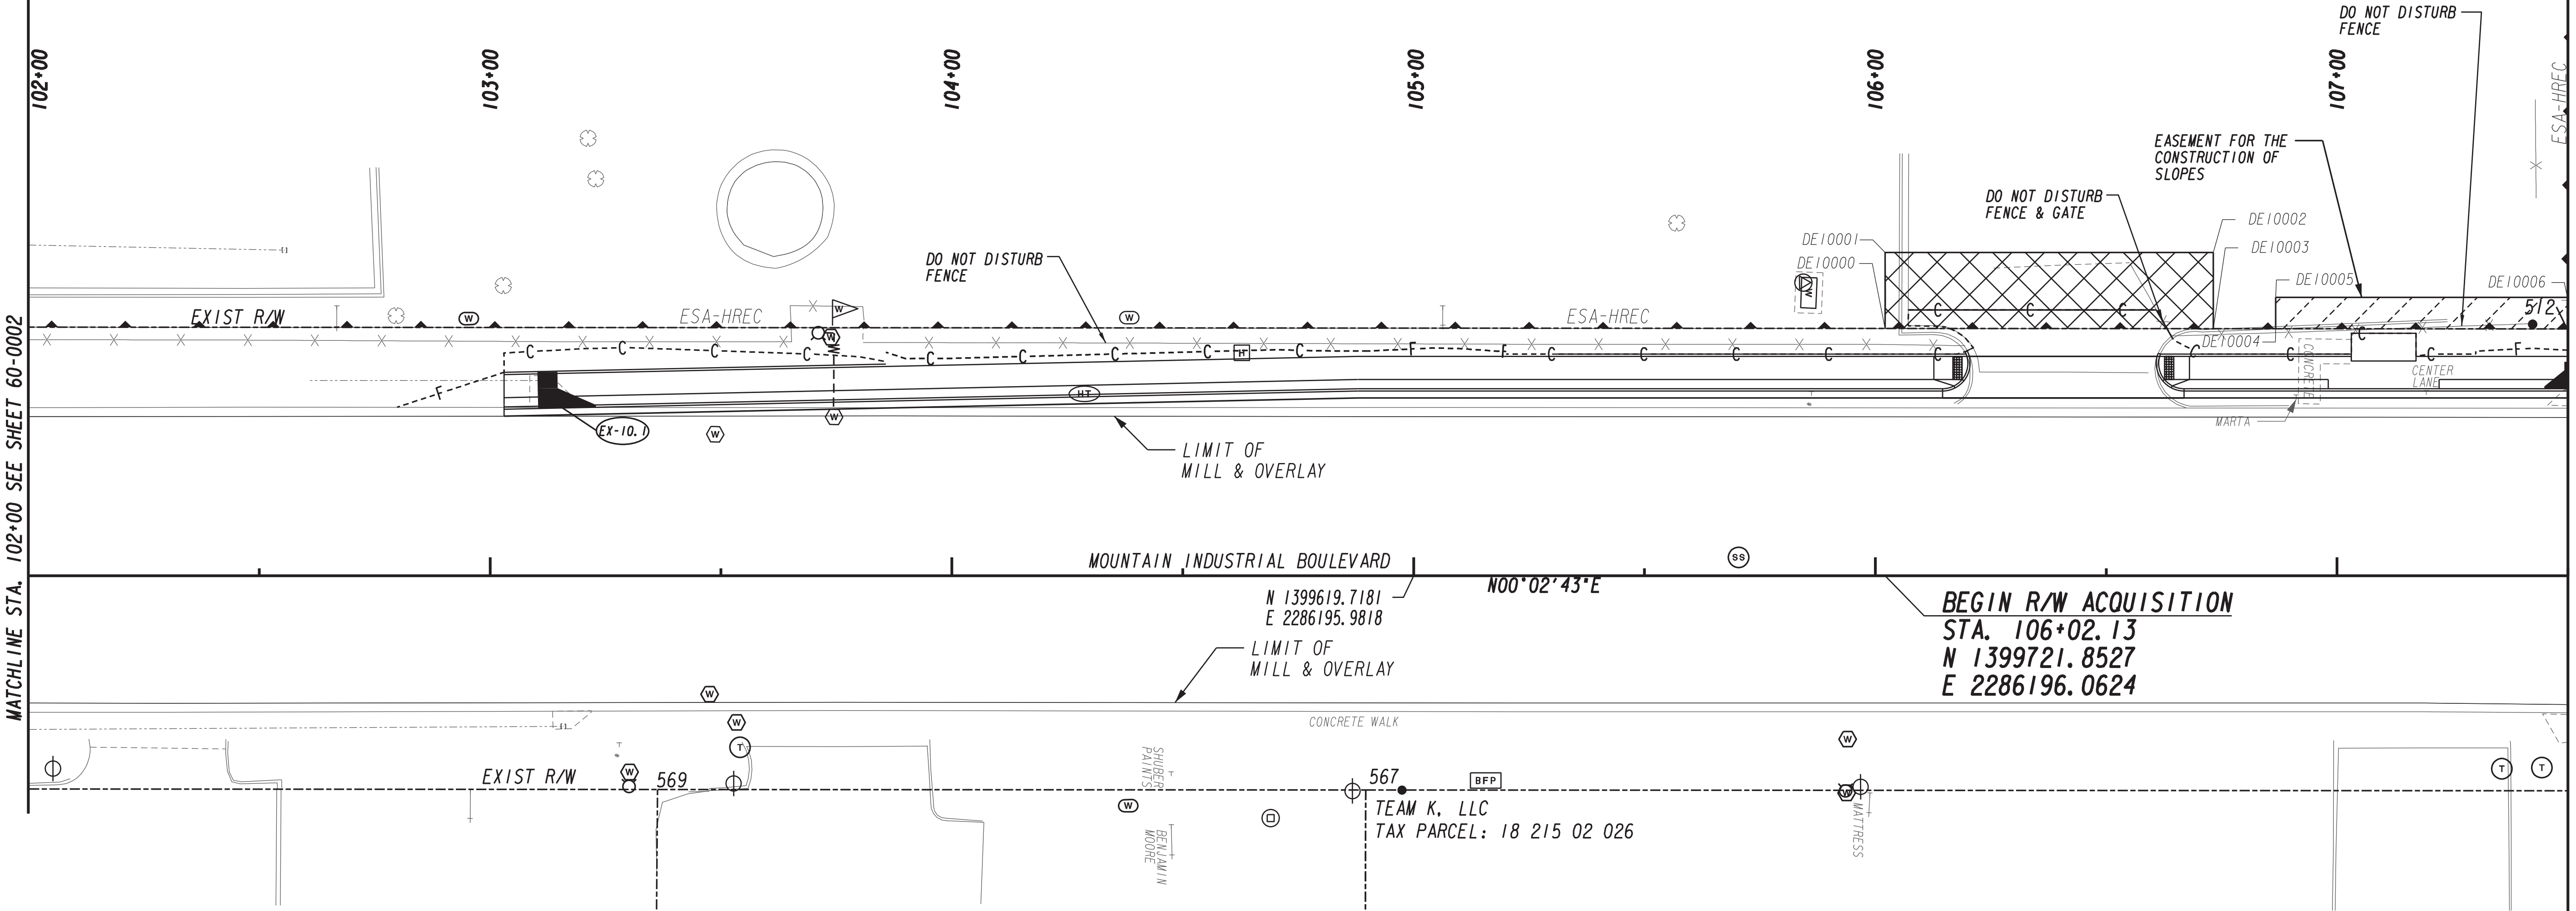 DO NOT DISTURB
FENCE
102+00
103+00
104+00
105+00
106+00
107+00
ESA-HREC
EASEMENT FOR THE
CONSTRUCTION OF
SLOPES
DO NOT DISTURB
FENCE & GATE
DE10001
DE10000
DE10002
DE10003
DE10005
DE10006
DE10004
512
DO NOT DISTURB
FENCE
EXIST R/W
W
ESA-HREC
W
W
W
ESA-HREC
W
C
C
C
C
C
C
C
H
C
F
F
C
C
C
C
C
C
C
C
C
C
C
C
F
F
CONCRETE
CENTER
LANE
MARTA
HT
EX-10.1
W
W
LIMIT OF
MILL & OVERLAY
MATCHLINE STA. 102+00 SEE SHEET 60-0002
MOUNTAIN INDUSTRIAL BOULEVARD
SS
N00°02'43"E
N 1399619.7181
E 2286195.9818
BEGIN R/W ACQUISITION
STA. 106+02.13
N 1399721.8527
E 2286196.0624
LIMIT OF
MILL & OVERLAY
W
W
T
CONCRETE WALK
W
EXIST R/W
W
569
SHUBER
PAINTS
W
BENJAMIN
MOORE
567
BFP
TEAM K, LLC
TAX PARCEL: 18 215 02 026
W
MATTRESS
T
T